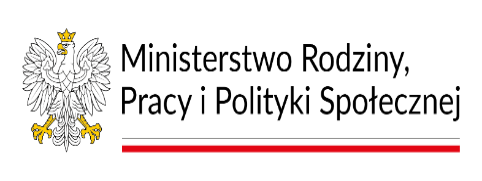 Ministerstwo Rodziny,
Pracy i Polityki Społecznej